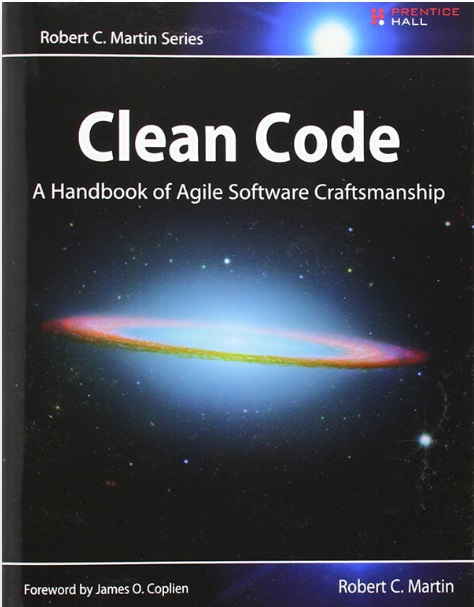 Robert C. Martin Series
PRENTICE
HALL
Clean Code
A Handbook of Agile Software Craftsmanship
Foreword by James O. Coplien
Robert C. Martin